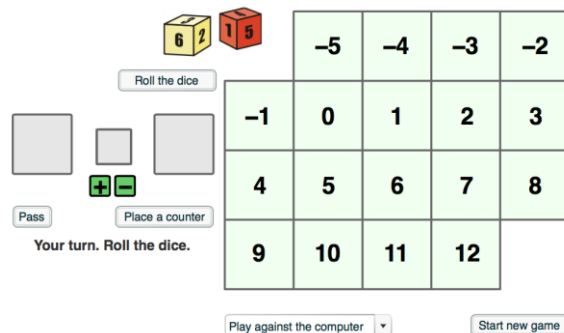 6 2 1 5
Roll the dice
+ −
Pass Place a counter
Your turn. Roll the dice.
−5 −4 −3 −2
−1 0 1 2 3
4 5 6 7 8
9 10 11 12
Play against the computer Start new game